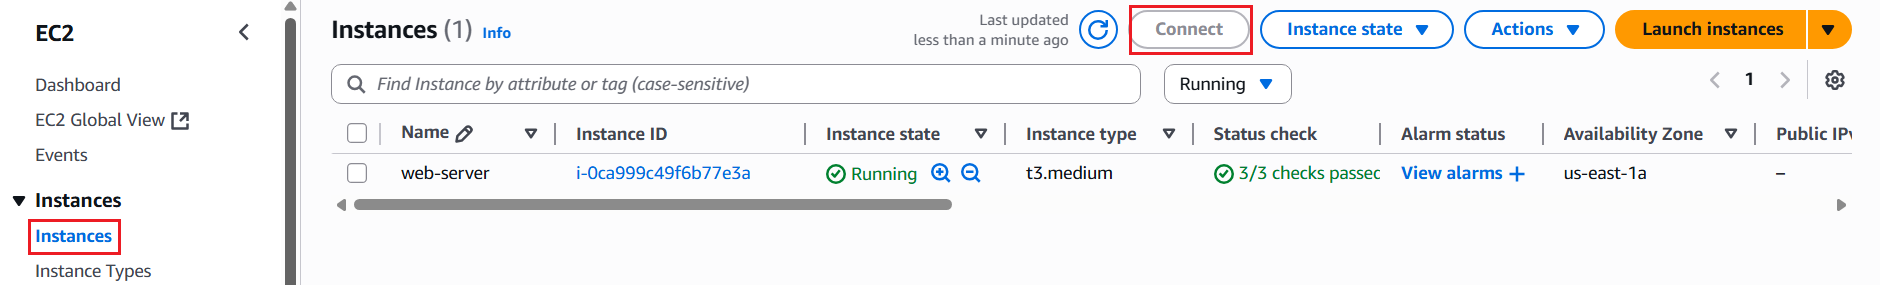 EC2
Dashboard
EC2 Global View
Events
Instances
Instances
Instance Types
Instances (1) Info
Last updated
less than a minute ago
Connect
Instance state
Actions
Launch instances
Find Instance by attribute or tag (case-sensitive)
Running
1
Name Instance ID Instance state Instance type Status check Alarm status Availability Zone Public IPv
web-server i-0ca999c49f6b77e3a Running t3.medium 3/3 checks passed View alarms + us-east-1a –